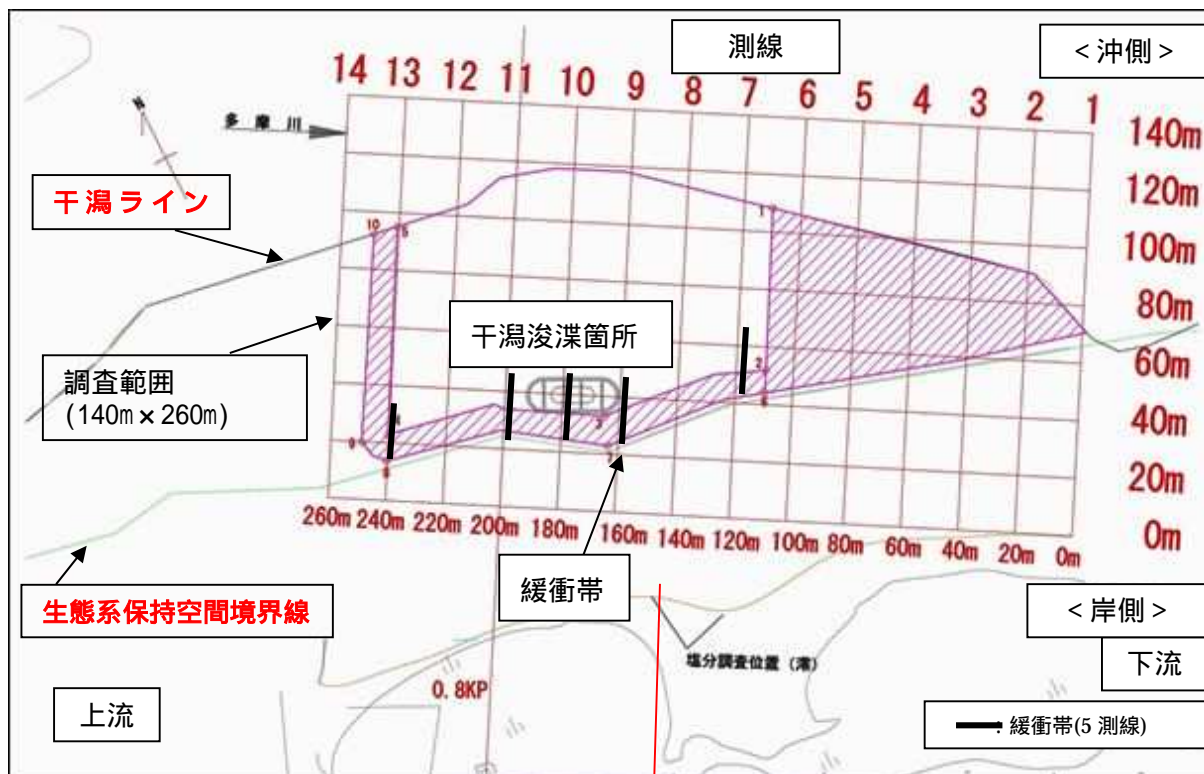 測線
<沖側>
14 13 12 11 10 9 8 7 6 5 4 3 2 1
140m
多摩川
120m
干潟ライン
100m
80m
干潟浚渫箇所
60m
調査範囲
(140m×260m)
40m
20m
0m
260m 240m 220m 200m 180m 160m 140m 120m 100m 80m 60m 40m 20m 0m
生態系保持空間境界線
緩衝帯
<岸側>
塩分調査位置(澪)
下流
0.8KP
上流
: 緩衝帯(5 測線)